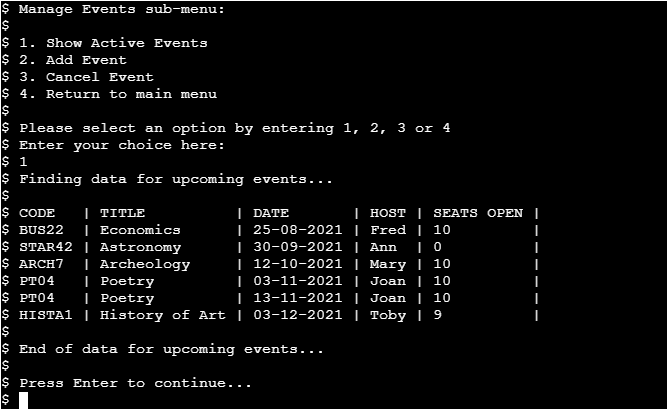 $ Manage Events sub-menu:
$
$ 1. Show Active Events
$ 2. Add Event
$ 3. Cancel Event
$ 4. Return to main menu
$
$ Please select an option by entering 1, 2, 3 or 4
$ Enter your choice here:
$ 1
$ Finding data for upcoming events...
$
$ CODE   | TITLE          | DATE       | HOST | SEATS OPEN |
$ BUS22  | Economics      | 25-08-2021 | Fred | 10         |
$ STAR42 | Astronomy      | 30-09-2021 | Ann  | 0          |
$ ARCH7  | Archeology     | 12-10-2021 | Mary | 10         |
$ PT04   | Poetry         | 03-11-2021 | Joan | 10         |
$ PT04   | Poetry         | 13-11-2021 | Joan | 10         |
$ HISTA1 | History of Art | 03-12-2021 | Toby | 9          |
$
$ End of data for upcoming events...
$
$ Press Enter to continue...
$